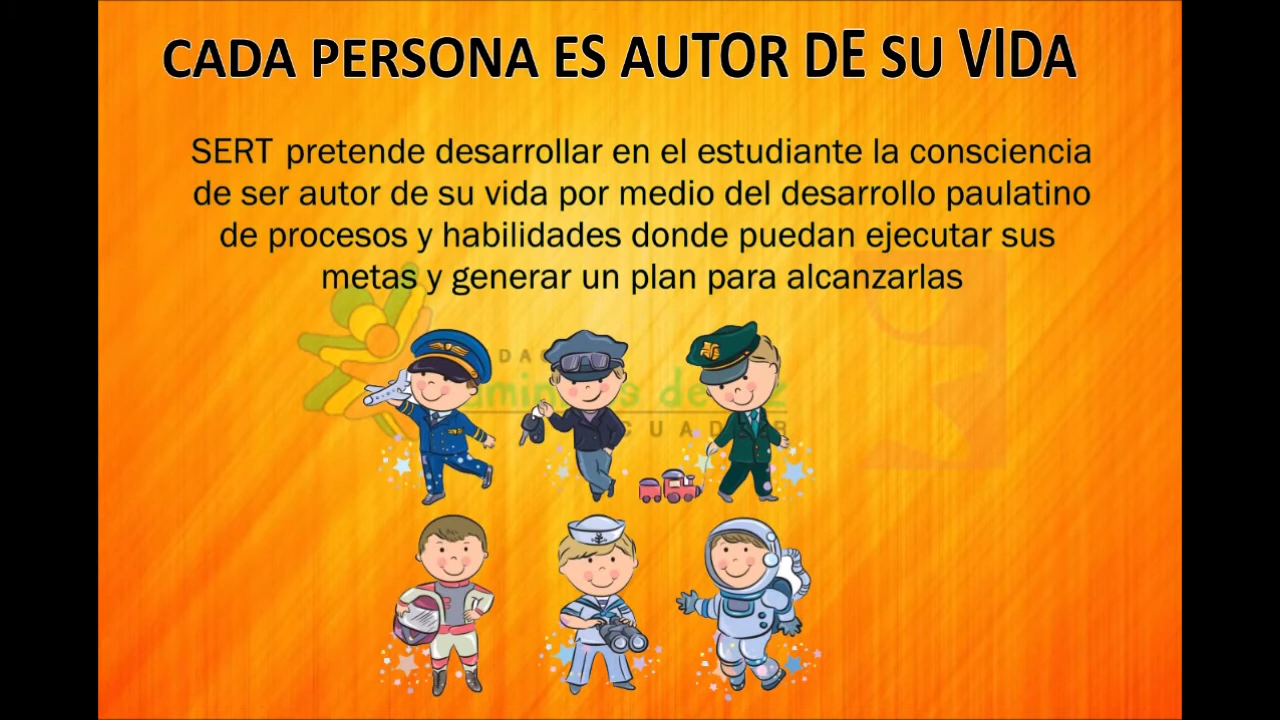 CADA PERSONA ES AUTOR DE SU VIDA
SERT pretende desarrollar en el estudiante la consciencia
de ser autor de su vida por medio del desarrollo paulatino
de procesos y habilidades donde puedan ejecutar sus
metas y generar un plan para alcanzarlas